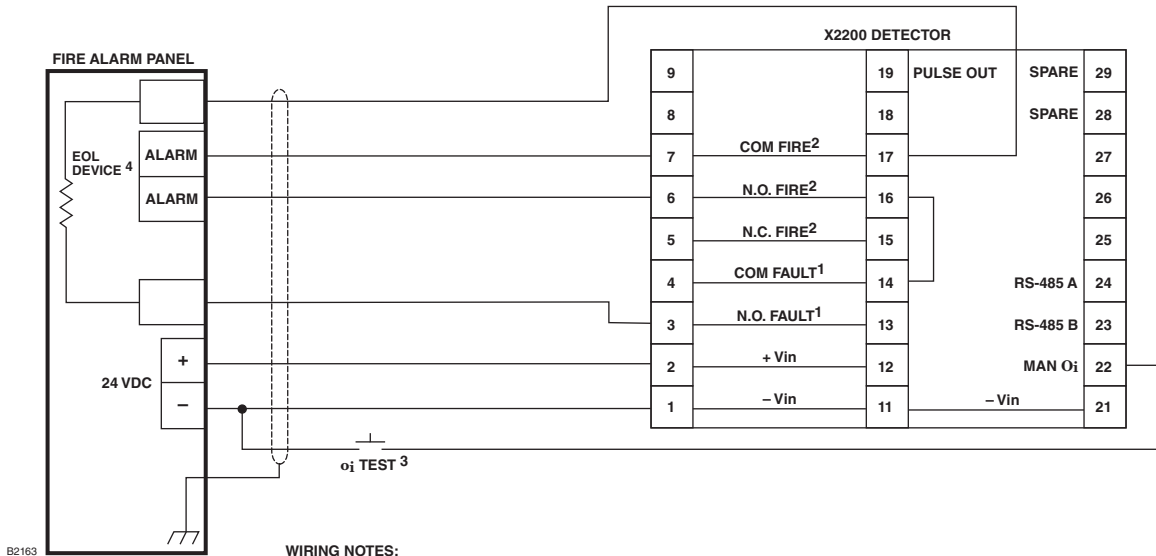 X2200 DETECTOR
FIRE ALARM PANEL
9 19 PULSE OUT SPARE 29
8 18 SPARE 28
EOL
DEVICE 4
ALARM 7 COM FIRE2 17 27
ALARM 6 N.O. FIRE2 16 26
5 N.C. FIRE2 15 25
4 COM FAULT1 14 RS-485 A 24
3 N.O. FAULT1 13 RS-485 B 23
+ 2 + Vin 12 MAN Oi 22
24 VDC
– 1 – Vin 11 – Vin 21
oi TEST 3
B2163
WIRING NOTES: